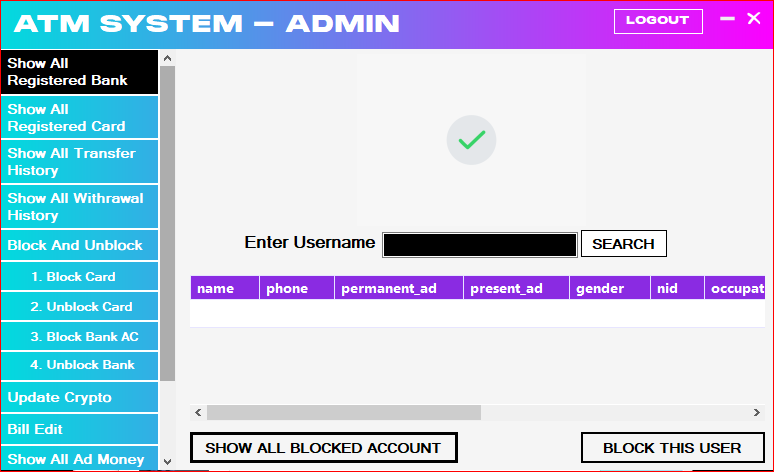 ATM SYSTEM – ADMIN
LOGOUT
Show All
Registered Bank
Show All
Registered Card
Show All Transfer
History
Show All Withrawal
History
Block And Unblock
1. Block Card
2. Unblock Card
3. Block Bank AC
4. Unblock Bank
Update Crypto
Bill Edit
Show All Ad Money
Enter Username
SEARCH
name phone permanent_ad present_ad gender nid occupat
SHOW ALL BLOCKED ACCOUNT
BLOCK THIS USER